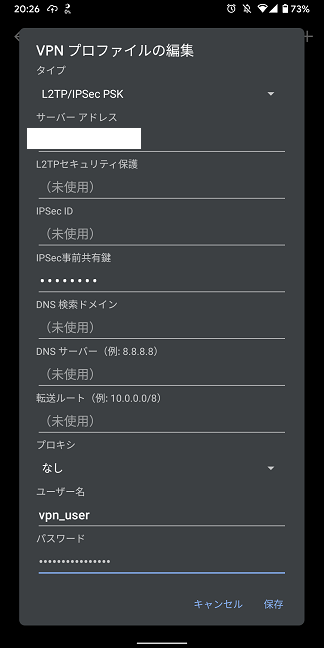 20:26 73%
VPN プロファイルの編集
タイプ
L2TP/IPSec PSK
サーバー アドレス
L2TPセキュリティ保護
（未使用）
IPSec ID
（未使用）
IPSec事前共有鍵
••••••••
DNS 検索ドメイン
（未使用）
DNS サーバー（例: 8.8.8.8）
（未使用）
転送ルート（例: 10.0.0.0/8）
（未使用）
プロキシ
なし
ユーザー名
vpn_user
パスワード
••••••••••••••••
キャンセル 保存